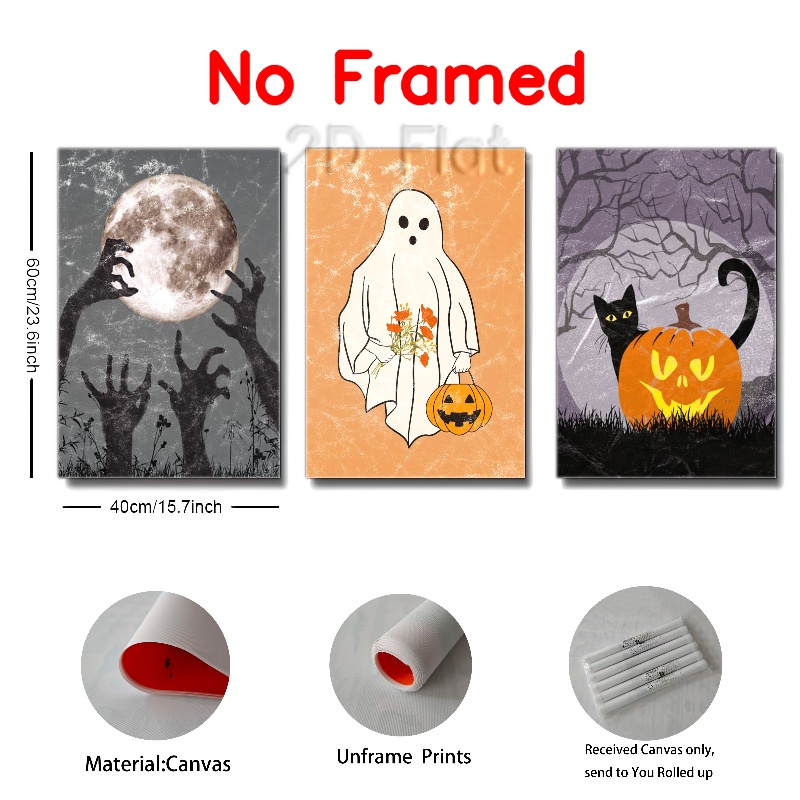 No Framed
2D Flat
60cm/23.6inch
40cm/15.7inch
Material:Canvas
Unframe Prints
Received Canvas only,
send to You Rolled up